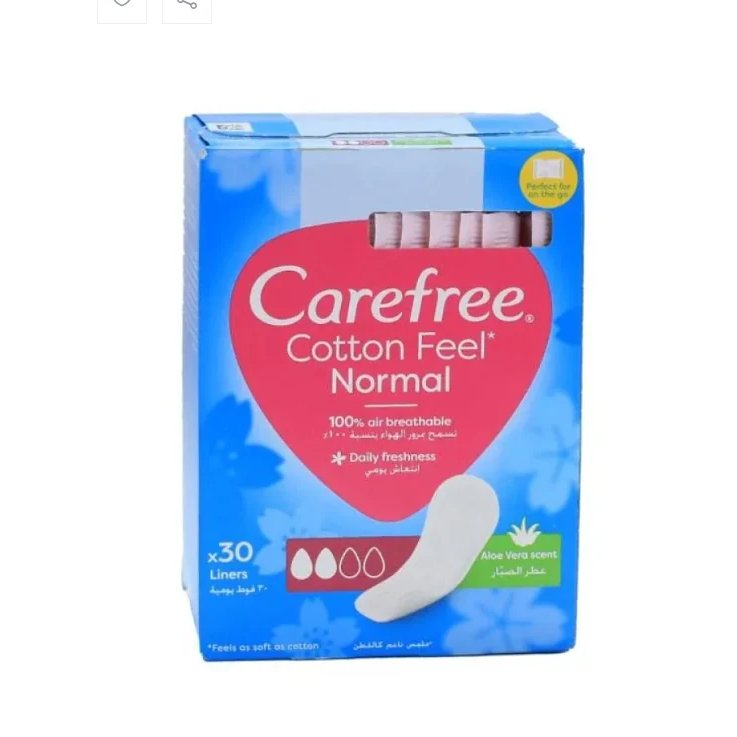 Perfect for
on the go
Carefree®
Cotton Feel*
Normal
100% air breathable
تسمح بمرور الهواء بنسبة ١٠٠٪
Daily freshness
إنتعاش يومي
x30
Liners
٣٠ فوط يومية
Aloe Vera scent
عطر الصبّار
*Feels as soft as cotton
*ملمس ناعم كالقطن